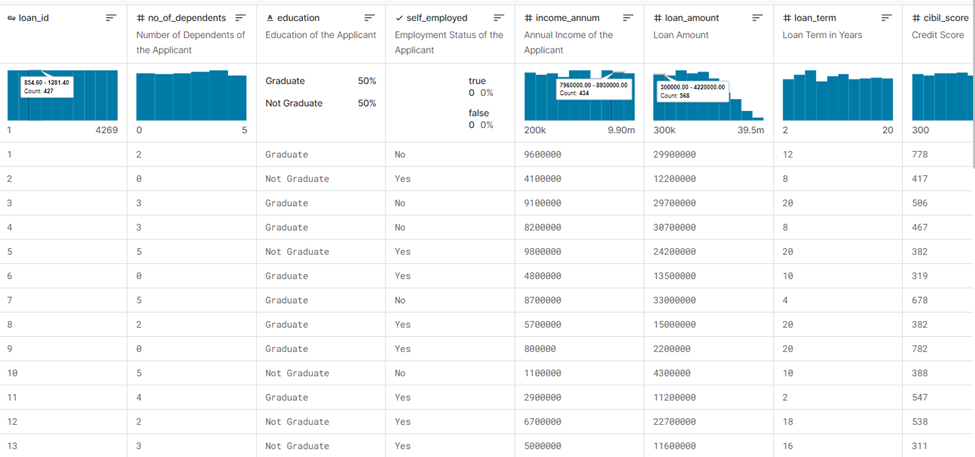 loan_id no_of_dependents education self_employed income_annum loan_amount loan_term cibil_score
Number of Dependents of Education of the Applicant Employment Status of the Annual Income of the Loan Amount Loan Term in Years Credit Score
the Applicant Applicant Applicant
854.60 - 1281.40
Count: 427
Graduate 50%
Not Graduate 50%
true
0 0%
false
0 0%
7960000.00 - 8930000.00
Count: 434
300000.00 - 4220000.00
Count: 568
1 4269 0 5 200k 9.90m 300k 39.5m 2 20 300
1 2 Graduate No 9600000 29900000 12 778
2 0 Not Graduate Yes 4100000 12200000 8 417
3 3 Graduate No 9100000 29700000 20 506
4 3 Graduate No 8200000 30700000 8 467
5 5 Not Graduate Yes 9800000 24200000 20 382
6 0 Graduate Yes 4800000 13500000 10 319
7 5 Graduate No 8700000 33000000 4 678
8 2 Graduate Yes 5700000 15000000 20 382
9 0 Graduate Yes 800000 2200000 20 782
10 5 Not Graduate No 1100000 4300000 10 388
11 4 Graduate Yes 2900000 11200000 2 547
12 2 Not Graduate Yes 6700000 22700000 18 538
13 3 Not Graduate Yes 5000000 11600000 16 311